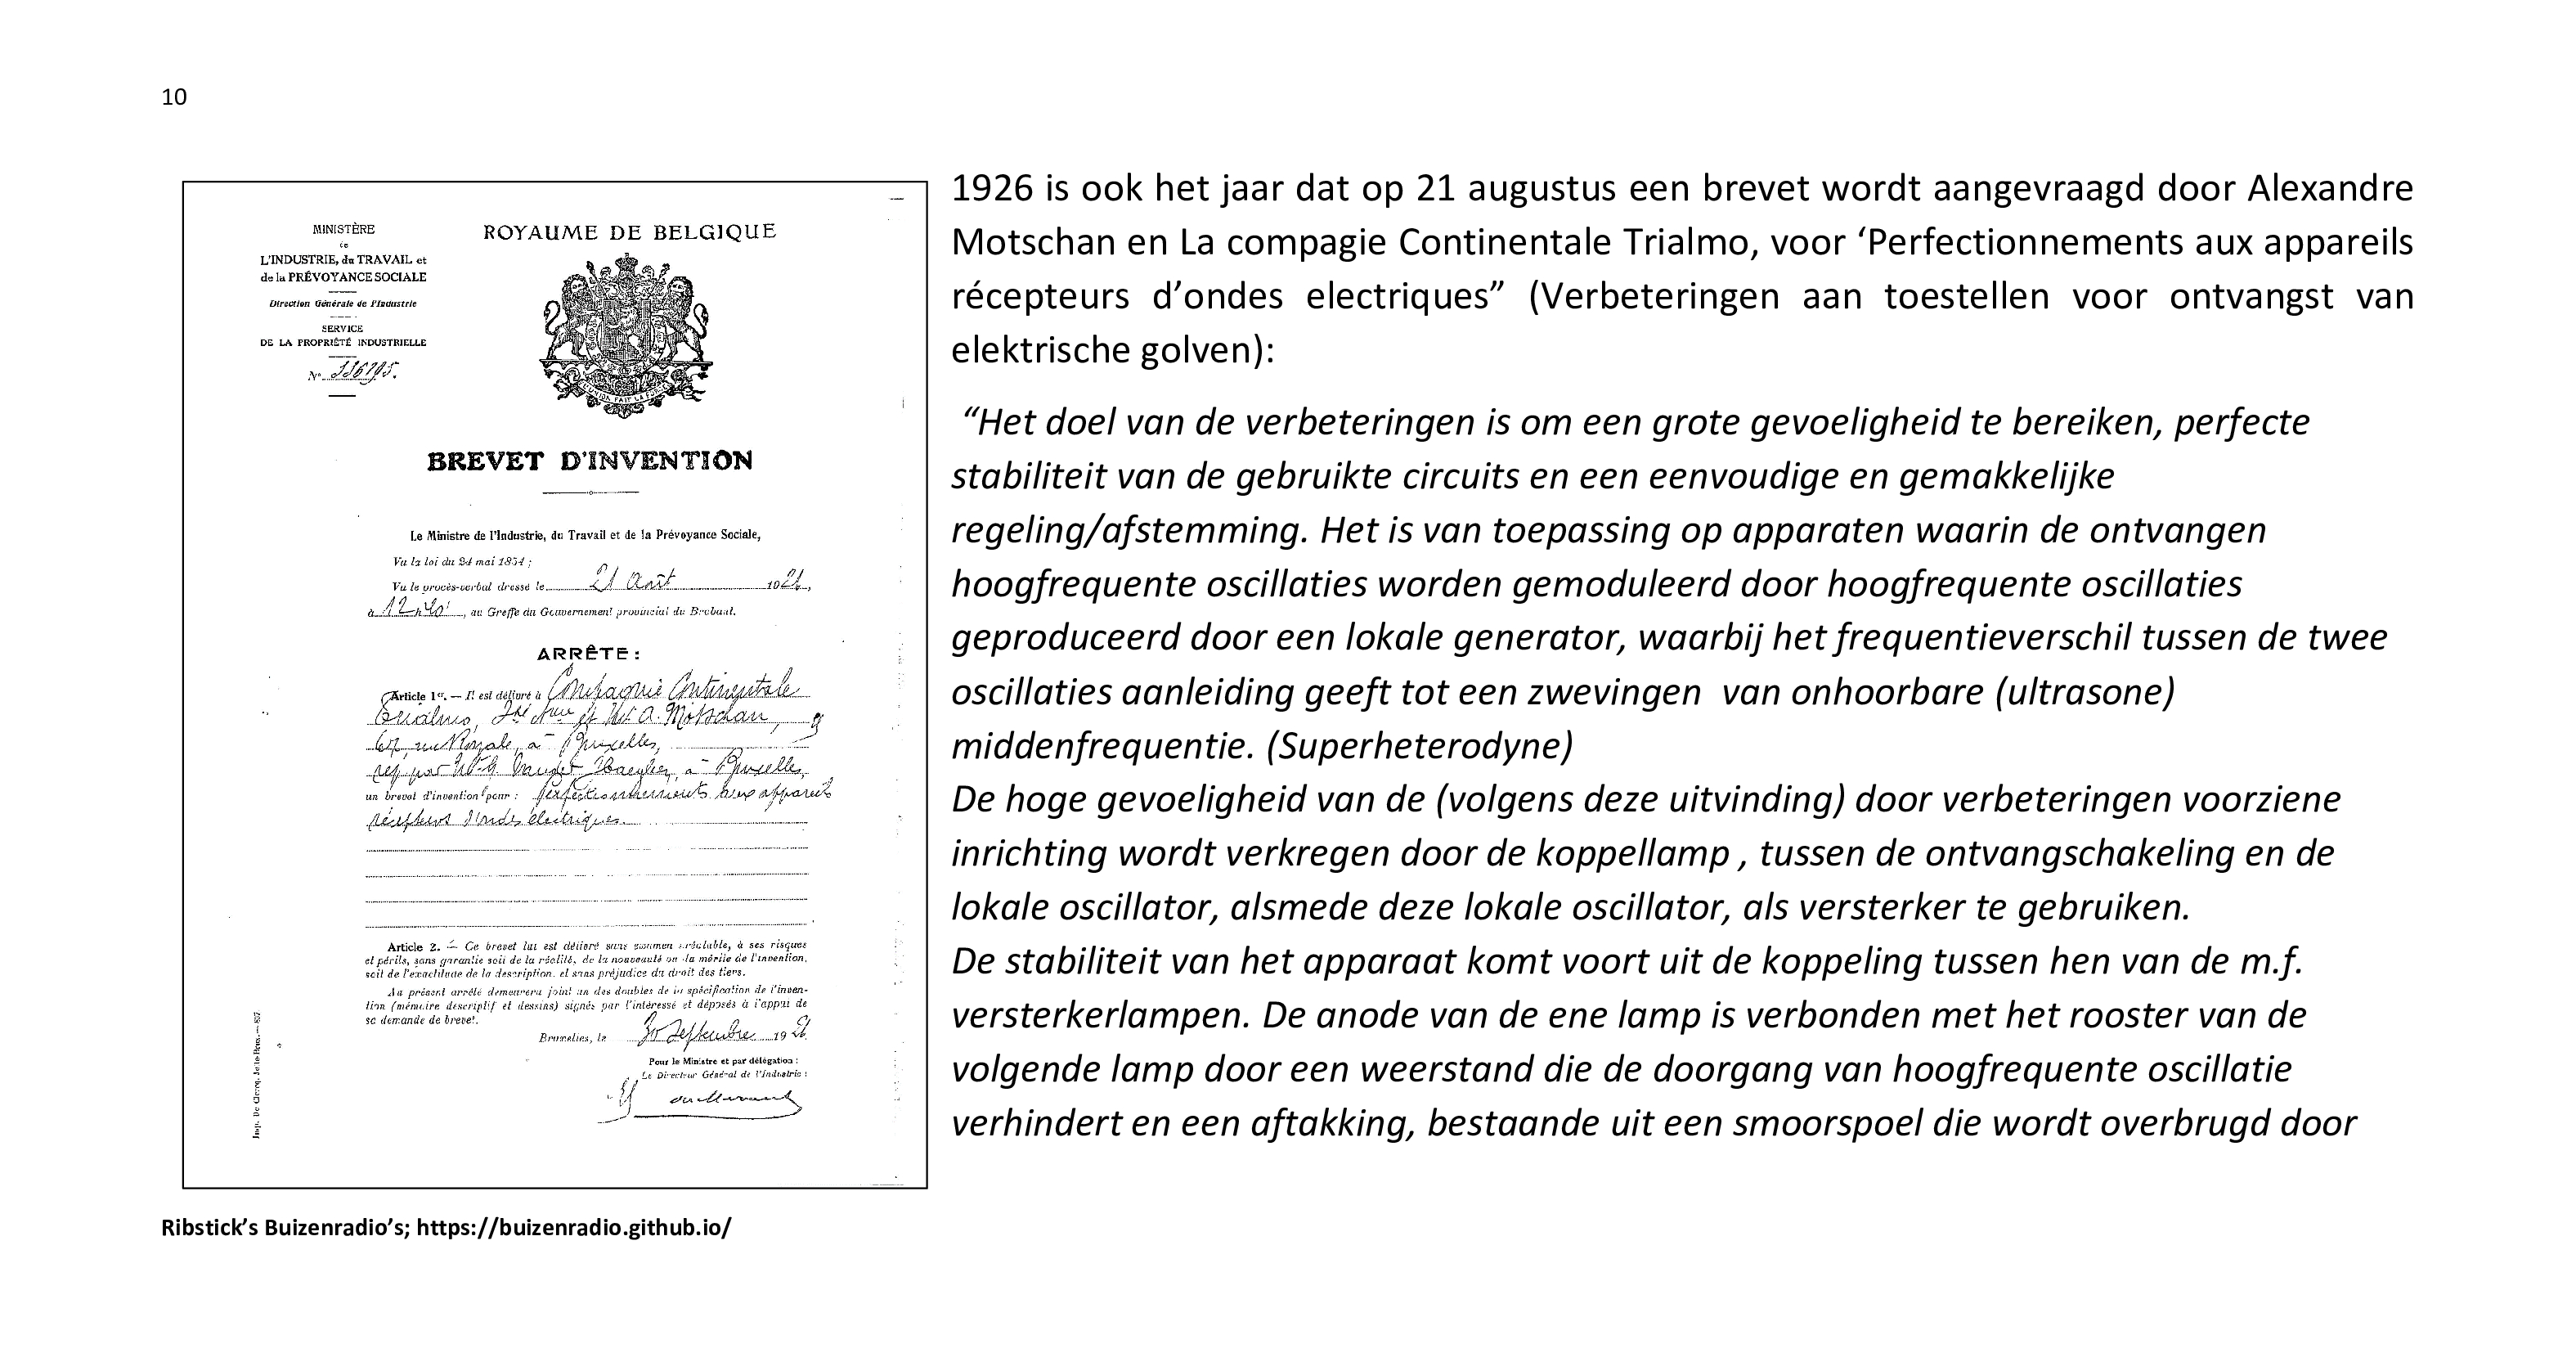 10
MINISTÈRE
de
L'INDUSTRIE, du TRAVAIL et
de la PRÉVOYANCE SOCIALE
Direction Générale de l'Industrie
SERVICE
DE LA PROPRIÉTÉ INDUSTRIELLE
N°
ROYAUME DE BELGIQUE
L'UNION FAIT LA FORCE
BREVET D'INVENTION
Le Ministre de l'Industrie, du Travail et de la Prévoyance Sociale,
Vu la loi du 24 mai 1854 ;
Vu le procès-verbal dressé le 21 Août 1926,
à 12 h 40', au Greffe du Gouvernement provincial du Brabant.
ARRÊTE :
Article 1er. — Il est délivré à Compagnie Continentale
Trialmo, et A. Motschan,
rue Royale, à Bruxelles,
rep par à Bruxelles,
un brevet d'invention pour : Perfectionnements aux appareils
récepteurs d'ondes électriques.
Article 2. — Ce brevet lui est délivré sans examen préalable, à ses risques
et périls, sans garantie soit de la réalité, de la nouveauté ou du mérite de l'invention,
soit de l'exactitude de la description, et sans préjudice du droit des tiers.
Au présent arrêté demeurera joint un des doubles de la spécification de l'inven-
tion (mémoire descriptif et dessins) signés par l'intéressé et déposés à l'appui de
sa demande de brevet.
Bruxelles, le 30 Septembre 1926
Pour le Ministre et par délégation :
Le Directeur Général de l'Industrie :
1926 is ook het jaar dat op 21 augustus een brevet wordt aangevraagd door Alexandre
Motschan en La compagie Continentale Trialmo, voor ‘Perfectionnements aux appareils
récepteurs d’ondes electriques” (Verbeteringen aan toestellen voor ontvangst van
elektrische golven):
“Het doel van de verbeteringen is om een grote gevoeligheid te bereiken, perfecte
stabiliteit van de gebruikte circuits en een eenvoudige en gemakkelijke
regeling/afstemming. Het is van toepassing op apparaten waarin de ontvangen
hoogfrequente oscillaties worden gemoduleerd door hoogfrequente oscillaties
geproduceerd door een lokale generator, waarbij het frequentieverschil tussen de twee
oscillaties aanleiding geeft tot een zwevingen van onhoorbare (ultrasone)
middenfrequentie. (Superheterodyne)
De hoge gevoeligheid van de (volgens deze uitvinding) door verbeteringen voorziene
inrichting wordt verkregen door de koppellamp , tussen de ontvangschakeling en de
lokale oscillator, alsmede deze lokale oscillator, als versterker te gebruiken.
De stabiliteit van het apparaat komt voort uit de koppeling tussen hen van de m.f.
versterkerlampen. De anode van de ene lamp is verbonden met het rooster van de
volgende lamp door een weerstand die de doorgang van hoogfrequente oscillatie
verhindert en een aftakking, bestaande uit een smoorspoel die wordt overbrugd door
Ribstick’s Buizenradio’s; https://buizenradio.github.io/